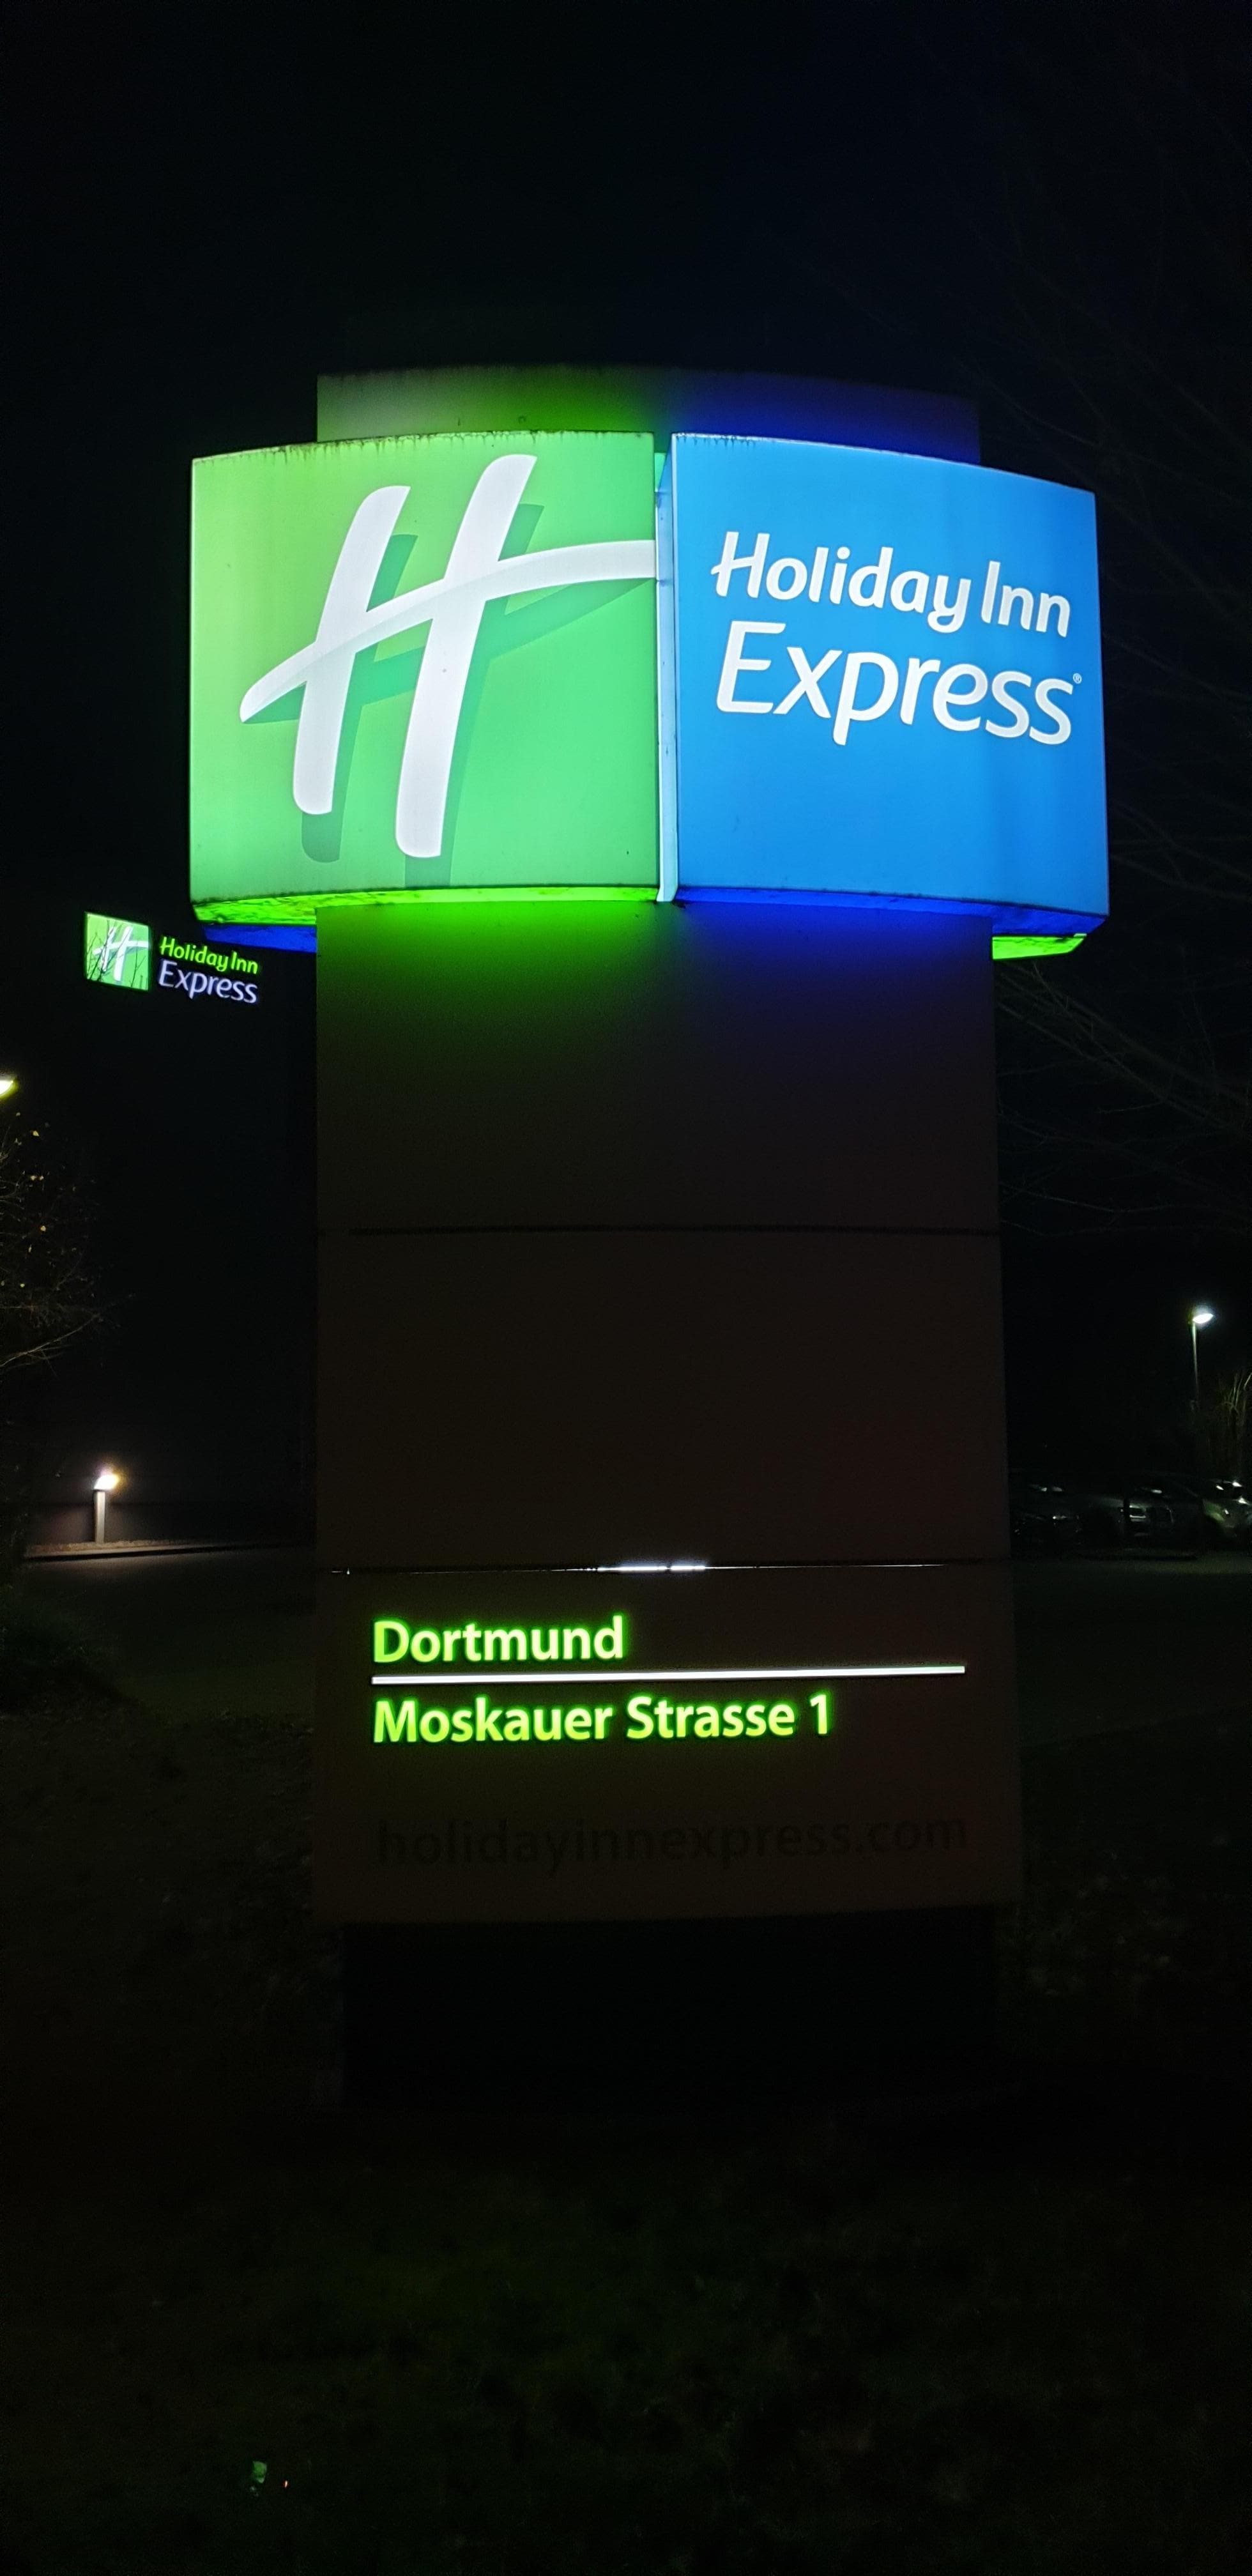 H
Holiday Inn
Express®
H
Holiday Inn
Express
Dortmund
Moskauer Strasse 1
holidayinnexpress.com